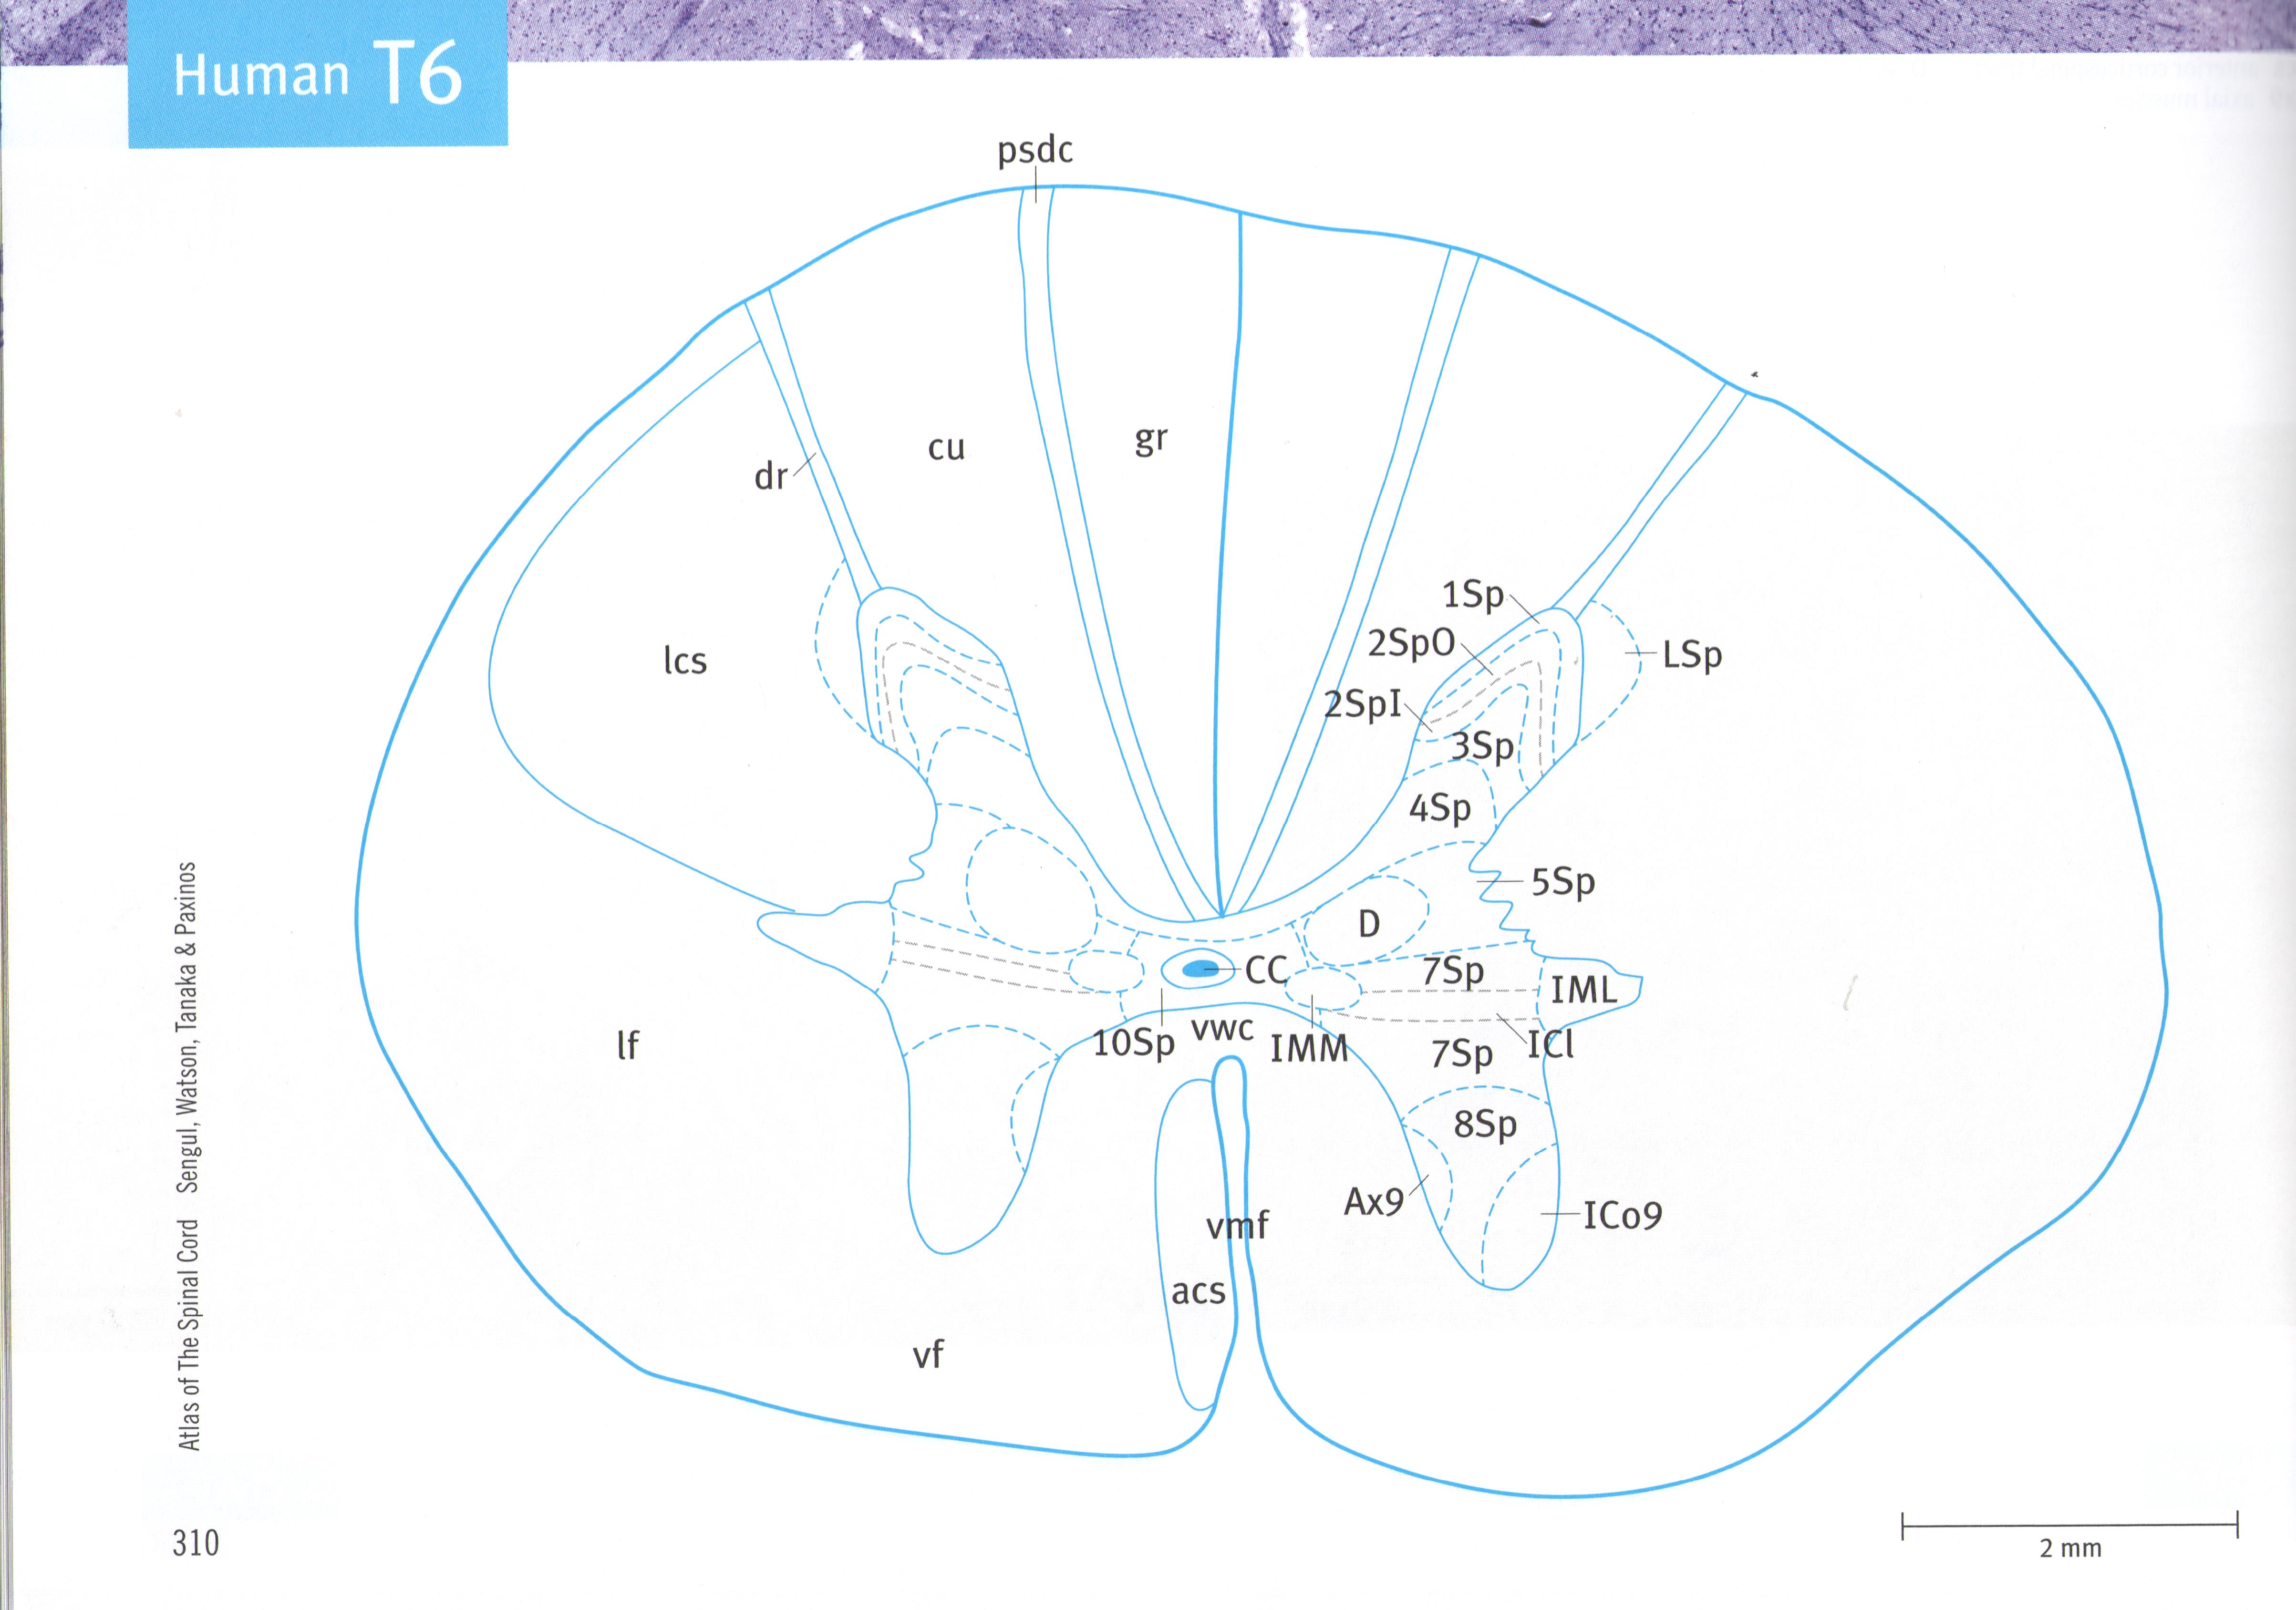 Human T6
psdc
cu
gr
dr
1Sp
2SpO
LSp
lcs
2SpI
3Sp
4Sp
5Sp
D
CC
7Sp
IML
lf
10Sp
vwc
IMM
7Sp
ICl
8Sp
Ax9
ICo9
vmf
acs
vf
Atlas of The Spinal Cord Sengul, Watson, Tanaka & Paxinos
310
2 mm